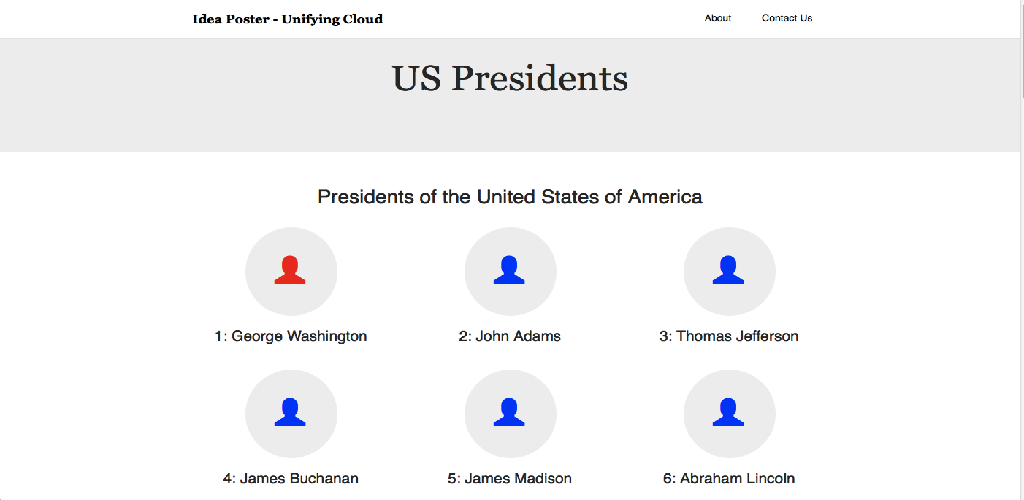 Idea Poster - Unifying Cloud
About
Contact Us
US Presidents
Presidents of the United States of America
1: George Washington
2: John Adams
3: Thomas Jefferson
4: James Buchanan
5: James Madison
6: Abraham Lincoln